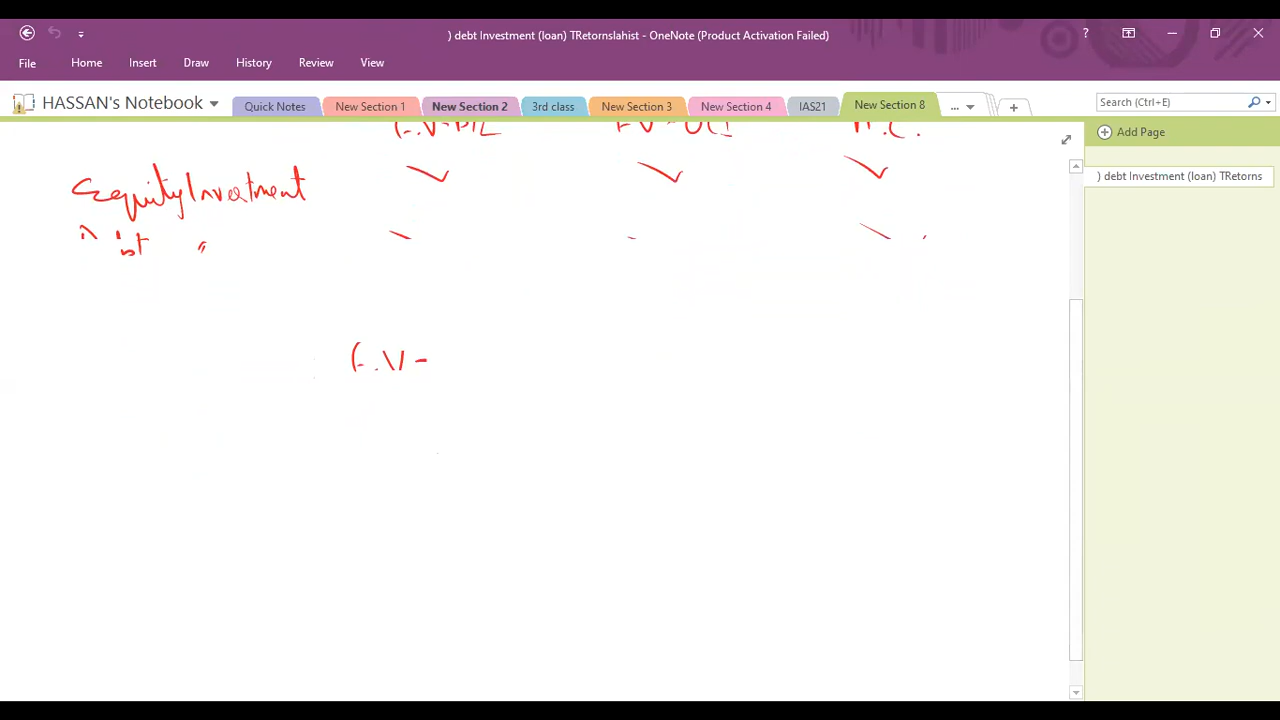 ) debt Investment (loan) TRetornslahist - OneNote (Product Activation Failed)
?
File Home Insert Draw History Review View
HASSAN's Notebook
Quick Notes New Section 1 New Section 2 3rd class New Section 3 New Section 4 IAS21 New Section 8 ... +
Search (Ctrl+E)
Add Page
) debt Investment (loan) TRetorns
Equity Investment
F.V -